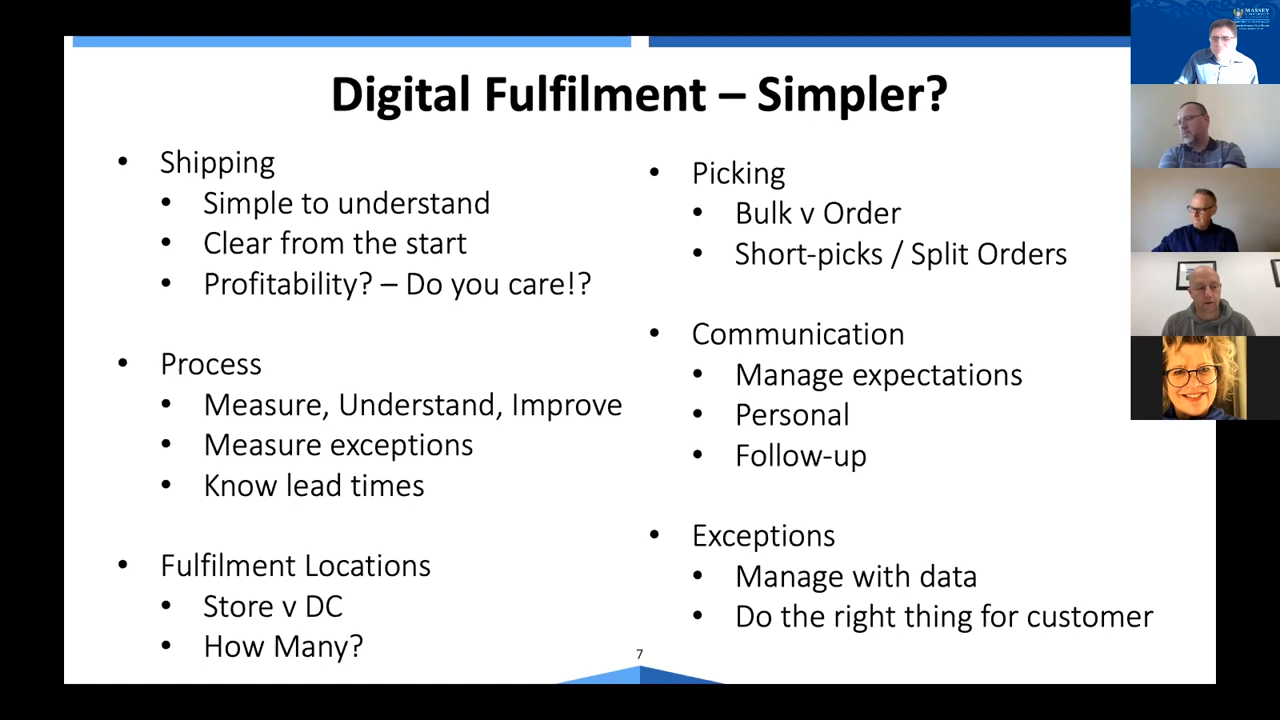 Digital Fulfilment – Simpler?
• Shipping
• Simple to understand
• Clear from the start
• Profitability? – Do you care!?
• Process
• Measure, Understand, Improve
• Measure exceptions
• Know lead times
• Fulfilment Locations
• Store v DC
• How Many?
• Picking
• Bulk v Order
• Short-picks / Split Orders
• Communication
• Manage expectations
• Personal
• Follow-up
• Exceptions
• Manage with data
• Do the right thing for customer
7
MASSEY